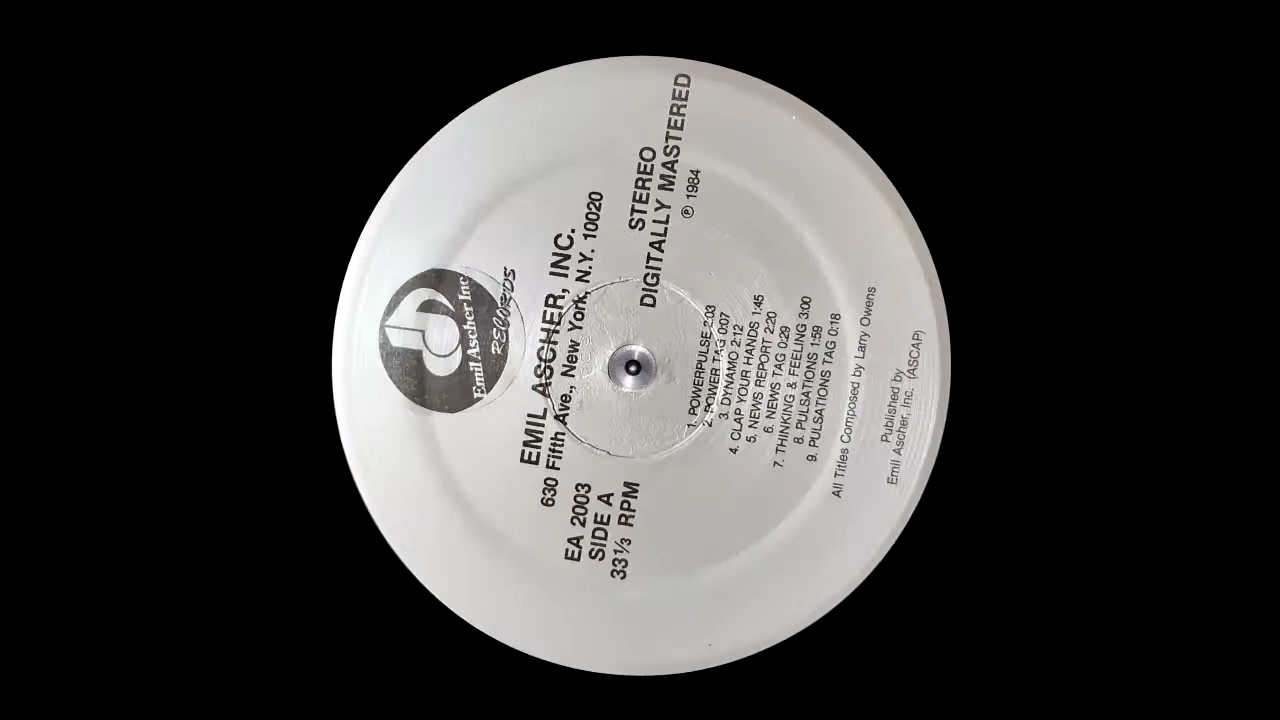 Emil Ascher Inc
RECORDS
EMIL ASCHER, INC.
630 Fifth Ave., New York, N.Y. 10020
EA 2003
SIDE A
33⅓ RPM
STEREO
DIGITALLY MASTERED
℗ 1984
1. POWERPULSE 2:03
2. POWER TAG 0:07
3. DYNAMO 2:12
4. CLAP YOUR HANDS 1:45
5. NEWS REPORT 2:20
6. NEWS TAG 0:29
7. THINKING & FEELING 3:00
8. PULSATIONS 1:59
9. PULSATIONS TAG 0:18
All Titles Composed by Larry Owens
Published by
Emil Ascher, Inc. (ASCAP)